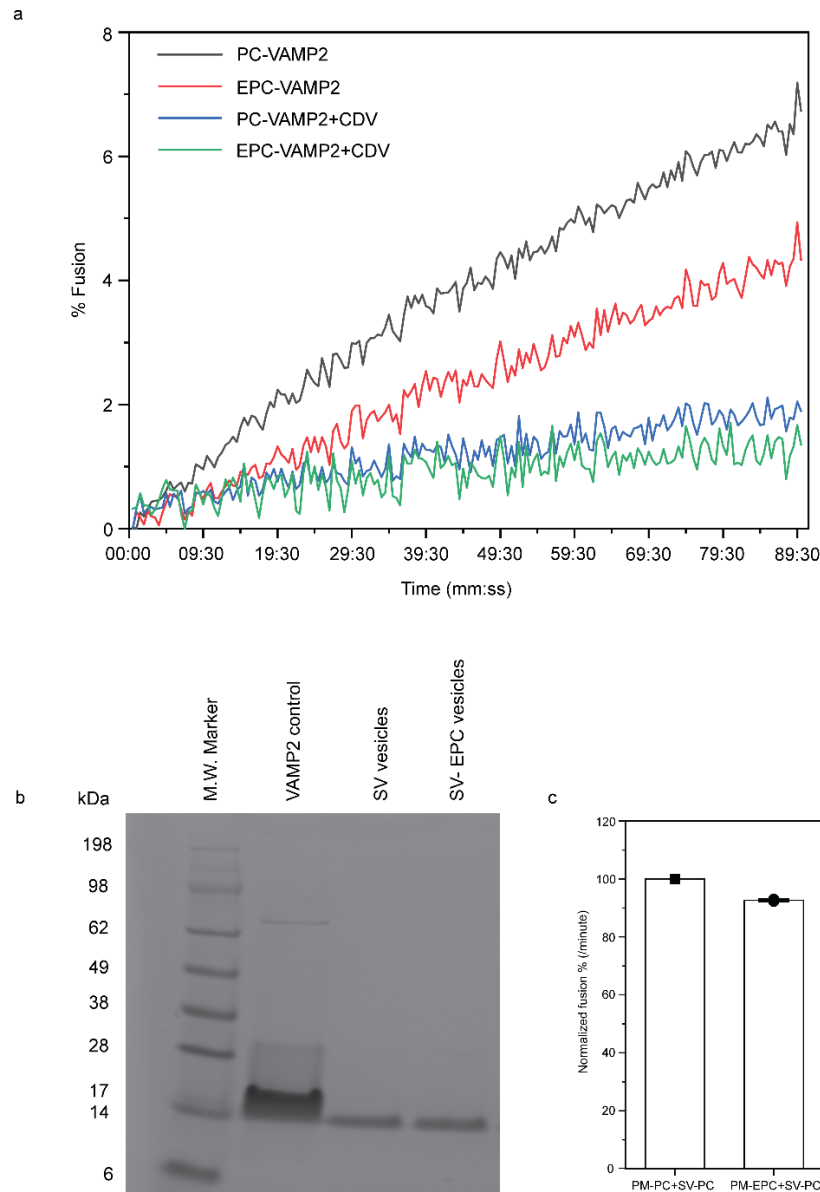 a
8
6
4
2
0
% Fusion
PC-VAMP2
EPC-VAMP2
PC-VAMP2+CDV
EPC-VAMP2+CDV
00:00 09:30 19:30 29:30 39:30 49:30 59:30 69:30 79:30 89:30
Time (mm:ss)
b
kDa
M.W. Marker
VAMP2 control
SV vesicles
SV- EPC vesicles
198
98
62
49
38
28
17
14
6
c
120
100
80
60
40
20
0
Normalized fusion % (/minute)
PM-PC+SV-PC PM-EPC+SV-PC